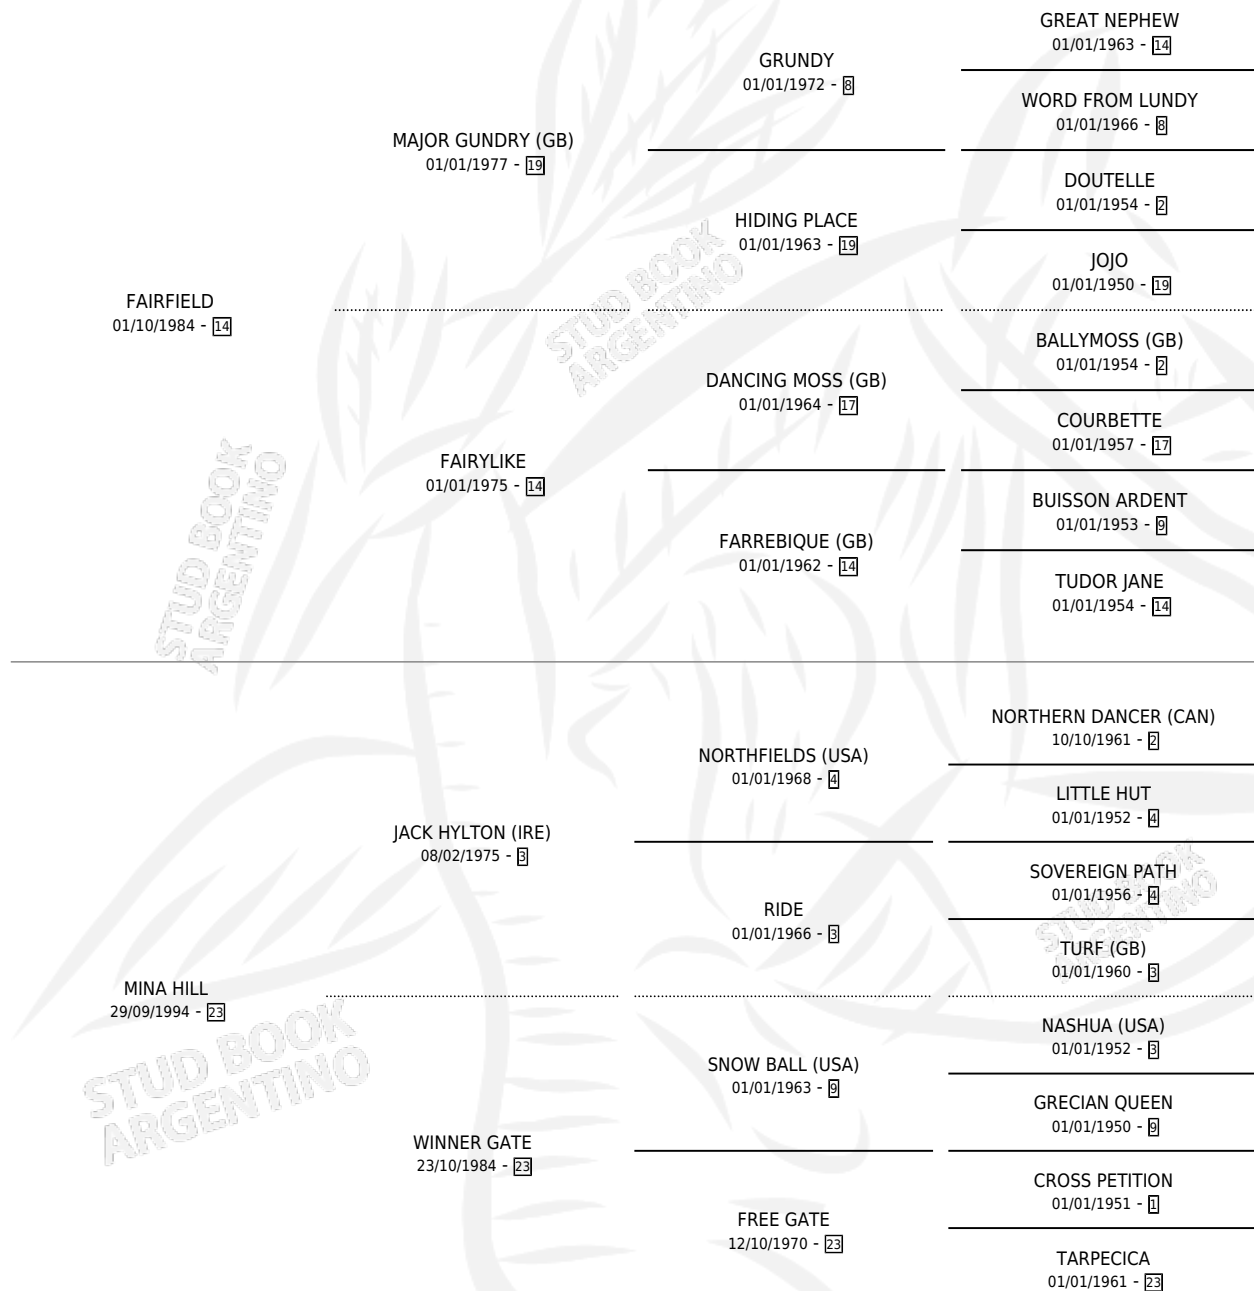 GREAT NEPHEW
01/01/1963 - 14
GRUNDY
01/01/1972 - 8
WORD FROM LUNDY
01/01/1966 - 8
MAJOR GUNDRY (GB)
01/01/1977 - 19
DOUTELLE
01/01/1954 - 2
HIDING PLACE
01/01/1963 - 19
JOJO
01/01/1950 - 19
FAIRFIELD
01/10/1984 - 14
STUD BOOK
ARGENTINO
BALLYMOSS (GB)
01/01/1954 - 2
DANCING MOSS (GB)
01/01/1964 - 17
COURBETTE
01/01/1957 - 17
FAIRYLIKE
01/01/1975 - 14
BUISSON ARDENT
01/01/1953 - 9
FARREBIQUE (GB)
01/01/1962 - 14
TUDOR JANE
01/01/1954 - 14
STUD BOOK
ARGENTINO
NORTHERN DANCER (CAN)
10/10/1961 - 2
NORTHFIELDS (USA)
01/01/1968 - 4
LITTLE HUT
01/01/1952 - 4
JACK HYLTON (IRE)
08/02/1975 - 3
SOVEREIGN PATH
01/01/1956 - 4
RIDE
01/01/1966 - 3
STUD BOOK
ARGENTINO
TURF (GB)
01/01/1960 - 3
MINA HILL
29/09/1994 - 23
STUD BOOK
ARGENTINO
NASHUA (USA)
01/01/1952 - 3
SNOW BALL (USA)
01/01/1963 - 9
GRECIAN QUEEN
01/01/1950 - 9
WINNER GATE
23/10/1984 - 23
CROSS PETITION
01/01/1951 - 1
FREE GATE
12/10/1970 - 23
TARPECICA
01/01/1961 - 23